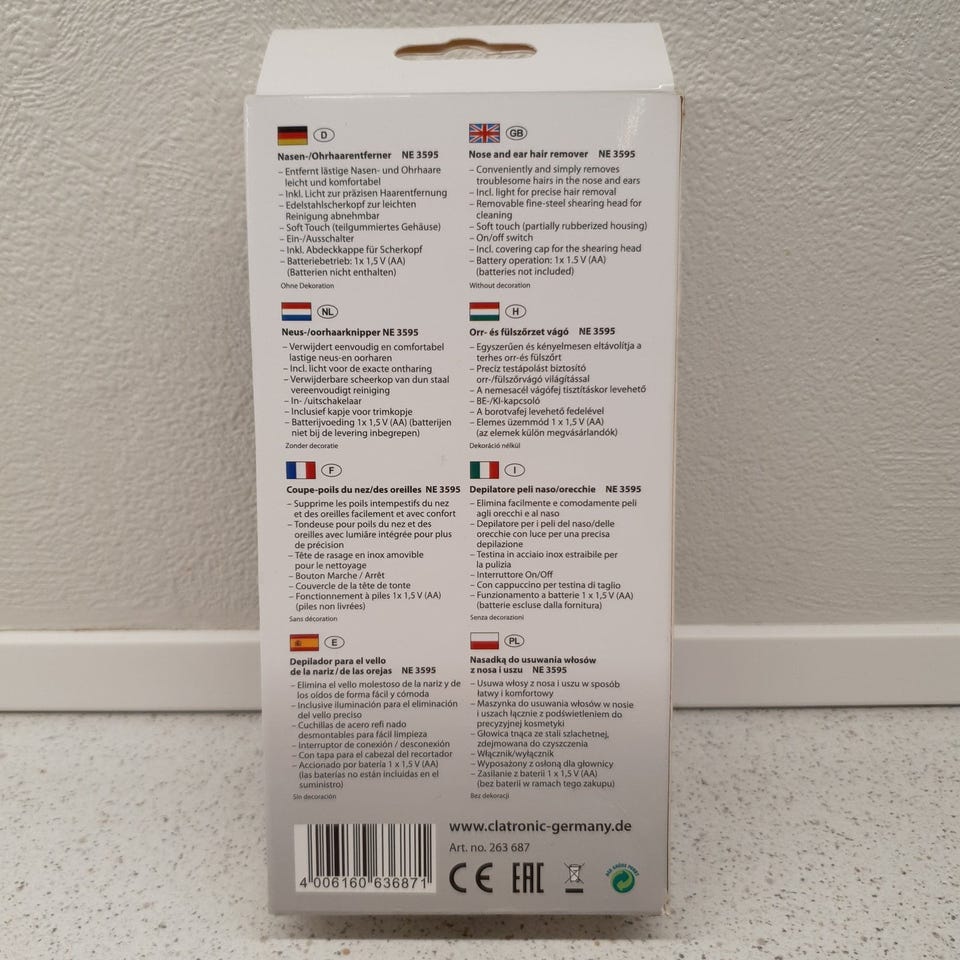 D
Nasen-/Ohrhaarentferner NE 3595
– Entfernt lästige Nasen- und Ohrhaare
leicht und komfortabel
– Inkl. Licht zur präzisen Haarentfernung
– Edelstahlscherkopf zur leichten
Reinigung abnehmbar
– Soft Touch (teilgummiertes Gehäuse)
– Ein-/Ausschalter
– Inkl. Abdeckkappe für Scherkopf
– Batteriebetrieb: 1x 1,5 V (AA)
(Batterien nicht enthalten)
Ohne Dekoration
GB
Nose and ear hair remover NE 3595
– Conveniently and simply removes
troublesome hairs in the nose and ears
– Incl. light for precise hair removal
– Removable fine-steel shearing head for
cleaning
– Soft touch (partially rubberized housing)
– On/off switch
– Incl. covering cap for the shearing head
– Battery operation: 1x 1.5 V (AA)
(batteries not included)
Without decoration
NL
Neus-/oorhaarknipper NE 3595
– Verwijdert eenvoudig en comfortabel
lastige neus-en oorharen
– Incl. licht voor de exacte ontharing
– Verwijderbare scheerkop van dun staal
vereenvoudigt reiniging
– In- /uitschakelaar
– Inclusief kapje voor trimkopje
– Batterijvoeding 1x 1,5 V (AA) (batterijen
niet bij de levering inbegrepen)
Zonder decoratie
H
Orr- és fülszőrzet vágó NE 3595
– Egyszerűen és kényelmesen eltávolítja a
terhes orr-és fülszőrt
– Precíz testápolást biztosító
orr-/fülszőrvágó világítással
– A nemesacél vágófej tisztításkor levehető
– BE-/KI-kapcsoló
– A borotvafej levehető fedelével
– Elemes üzemmód 1 x 1,5 V (AA)
(az elemek külön megvásárlandók)
Dekoráció nélkül
F
Coupe-poils du nez/des oreilles NE 3595
– Supprime les poils intempestifs du nez
et des oreilles facilement et avec confort
– Tondeuse pour poils du nez et des
oreilles avec lumiäre intégrée pour plus
de précision
– Tête de rasage en inox amovible
pour le nettoyage
– Bouton Marche / Arrêt
– Couvercle de la tête de tonte
– Fonctionnement à piles 1x 1,5 V (AA)
(piles non livrées)
Sans décoration
I
Depilatore peli naso/orecchie NE 3595
– Elimina facilmente e comodamente peli
agli orecchi e al naso
– Depilatore per i peli del naso/delle
orecchie con luce per una precisa
depilazione
– Testina in acciaio inox estraibile per
la pulizia
– Interruttore On/Off
– Con cappuccino per testina di taglio
– Funzionamento a batterie 1 x 1,5 V (AA)
(batterie escluse dalla fornitura)
Senza decorazioni
E
Depilador para el vello
de la nariz / de las orejas NE 3595
– Elimina el vello molestoso de la nariz y de
los oídos de forma fácil y cómoda
– Inclusive iluminación para el eliminación
del vello preciso
– Cuchillas de acero refi nado
desmontables para fácil limpieza
– Interruptor de conexión / desconexión
– Con tapa para el cabezal del recortador
– Accionado por batería 1 x 1,5 V (AA)
(las baterías no están incluidas en el
suministro)
Sin decoración
PL
Nasadką do usuwania włosów
z nosa i uszu NE 3595
– Usuwa włosy z nosa i uszu w sposób
łatwy i komfortowy
– Maszynka do usuwania włosów w nosie
i uszach łącznie z podświetleniem do
precyzyjnej kosmetyki
– Głowica tnąca ze stali szlachetnej,
zdejmowana do czyszczenia
– Włącznik/wyłącznik
– Wyposażony z osłoną dla głownicy
– Zasilanie z baterii 1 x 1,5 V (AA)
(bez baterii w ramach tego zakupu)
Bez dekoracji
4 006160 636871
www.clatronic-germany.de
Art. no. 263 687
CE EAC